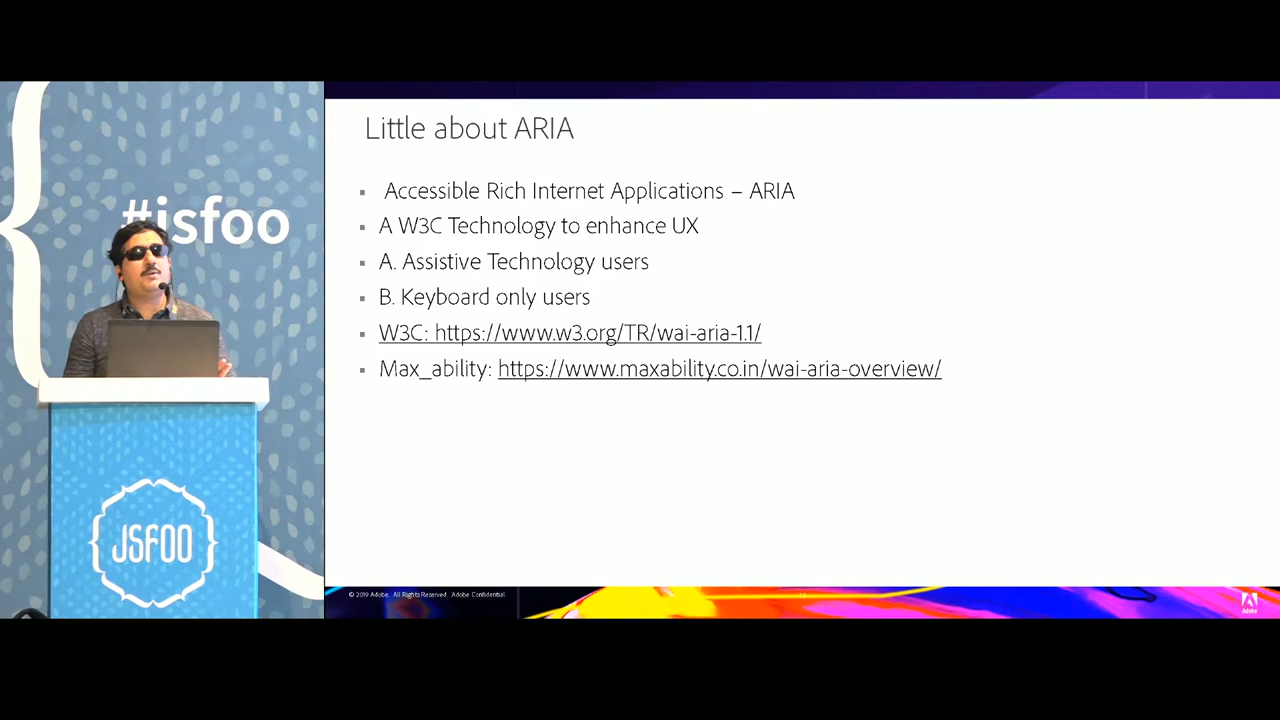 #jsfoo
JSFOO
Little about ARIA
Accessible Rich Internet Applications – ARIA
A W3C Technology to enhance UX
A. Assistive Technology users
B. Keyboard only users
W3C: https://www.w3.org/TR/wai-aria-1.1/
Max_ability: https://www.maxability.co.in/wai-aria-overview/
© 2019 Adobe. All Rights Reserved. Adobe Confidential.
Adobe